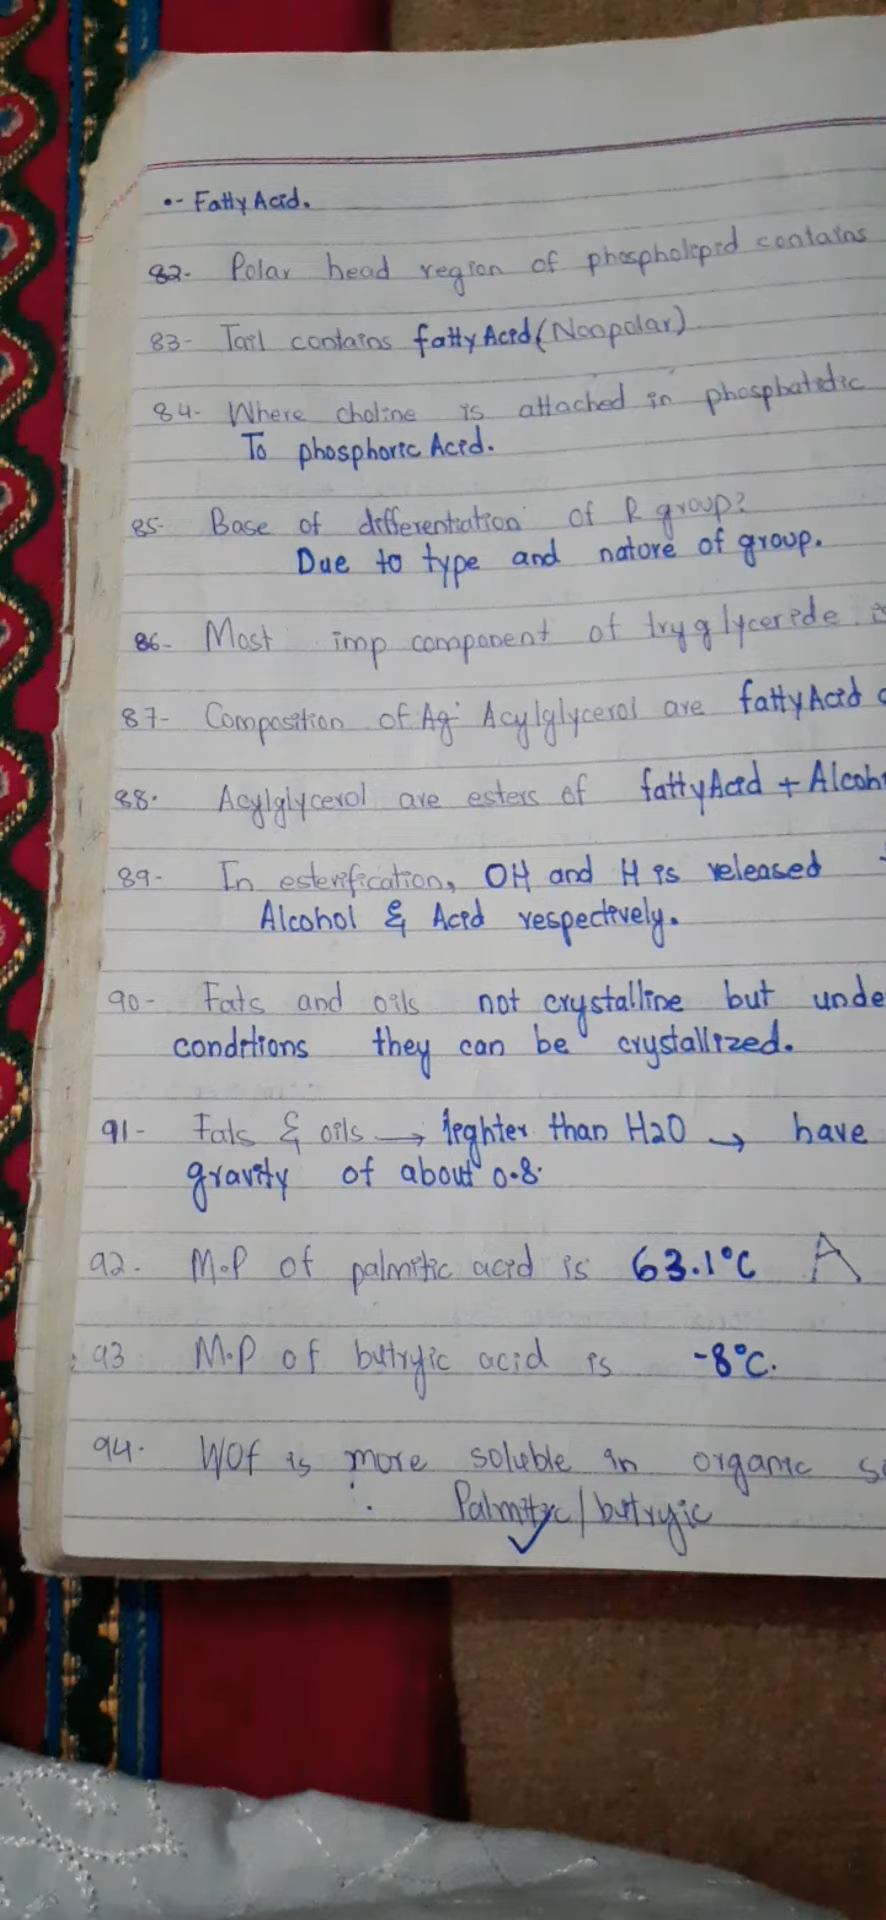 •- Fatty Acid.
82- Polar head region of phospholipid contains
83- Tail contains fatty Acid (Nonpolar)
84- Where choline is attached in phosphatidic
To phosphoric Acid.
85- Base of differentiation of R group?
Due to type and nature of group.
86- Most imp component of tryglyceride is
87- Composition of Ag Acylglycerol are fatty Acid
88. Acylglycerol are esters of fatty Acid + Alcoh
89- In esterification, OH and H is released
Alcohol & Acid respectively.
90- Fats and oils not crystalline but unde
conditions they can be crystallized.
91- Fats & oils → lighter than H2O → have
gravity of about 0.8.
92. M.P of palmitic acid is 63.1°C A
93 M.P of butryic acid is -8°C.
94. WOf is more soluble in organic s
Palmityc / butryic